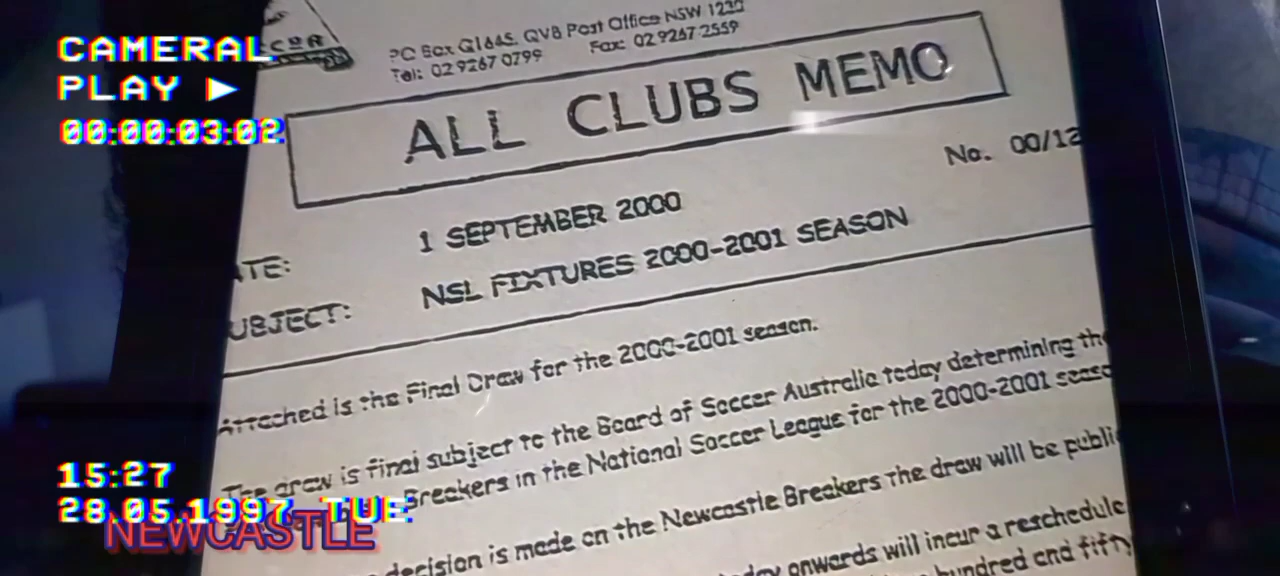 CAMERAL
PLAY
00:00:03:02
PC Box Q1645, QVB Post Office NSW 1230
Tel: 02 9267 0799 Fax: 02 9267 2559
ALL CLUBS MEMO
No. 00/12
ATE: 1 SEPTEMBER 2000
UBJECT: NSL FIXTURES 2000-2001 SEASON
Attached is the Final Draw for the 2000-2001 season.
The draw is final subject to the Board of Soccer Australia today determining the
Breakers in the National Soccer League for the 2000-2001 seaso
decision is made on the Newcastle Breakers the draw will be publi
onwards will incur a reschedule
hundred and fifty
15:27
28.05.1997 TUE
NEWCASTLE